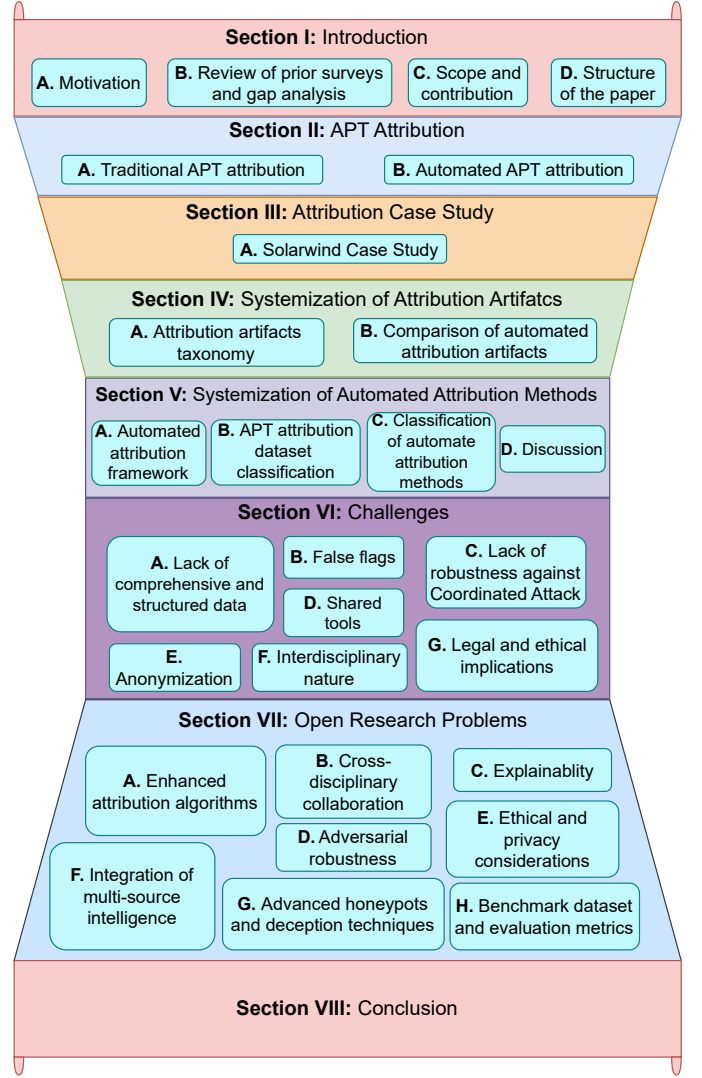 Section I: Introduction
A. Motivation
B. Review of prior surveys
and gap analysis
C. Scope and
contribution
D. Structure
of the paper
Section II: APT Attribution
A. Traditional APT attribution
B. Automated APT attribution
Section III: Attribution Case Study
A. Solarwind Case Study
Section IV: Systemization of Attribution Artifatcs
A. Attribution artifacts
taxonomy
B. Comparison of automated
attribution artifacts
Section V: Systemization of Automated Attribution Methods
A. Automated
attribution
framework
B. APT attribution
dataset
classification
C. Classification
of automate
attribution
methods
D. Discussion
Section VI: Challenges
A. Lack of
comprehensive and
structured data
B. False flags
C. Lack of
robustness against
Coordinated Attack
D. Shared
tools
E.
Anonymization
F. Interdisciplinary
nature
G. Legal and ethical
implications
Section VII: Open Research Problems
A. Enhanced
attribution algorithms
B. Cross-
disciplinary
collaboration
C. Explainablity
D. Adversarial
robustness
E. Ethical and
privacy
considerations
F. Integration of
multi-source
intelligence
G. Advanced honeypots
and deception techniques
H. Benchmark dataset
and evaluation metrics
Section VIII: Conclusion